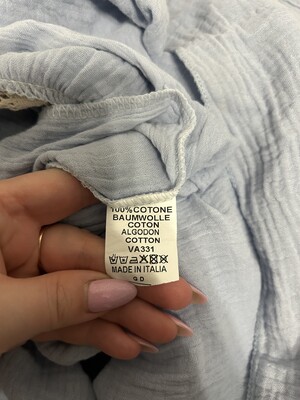 100%COTONE
BAUMWOLLE
COTON
ALGODON
COTTON
VA331
MADE IN ITALIA
G D